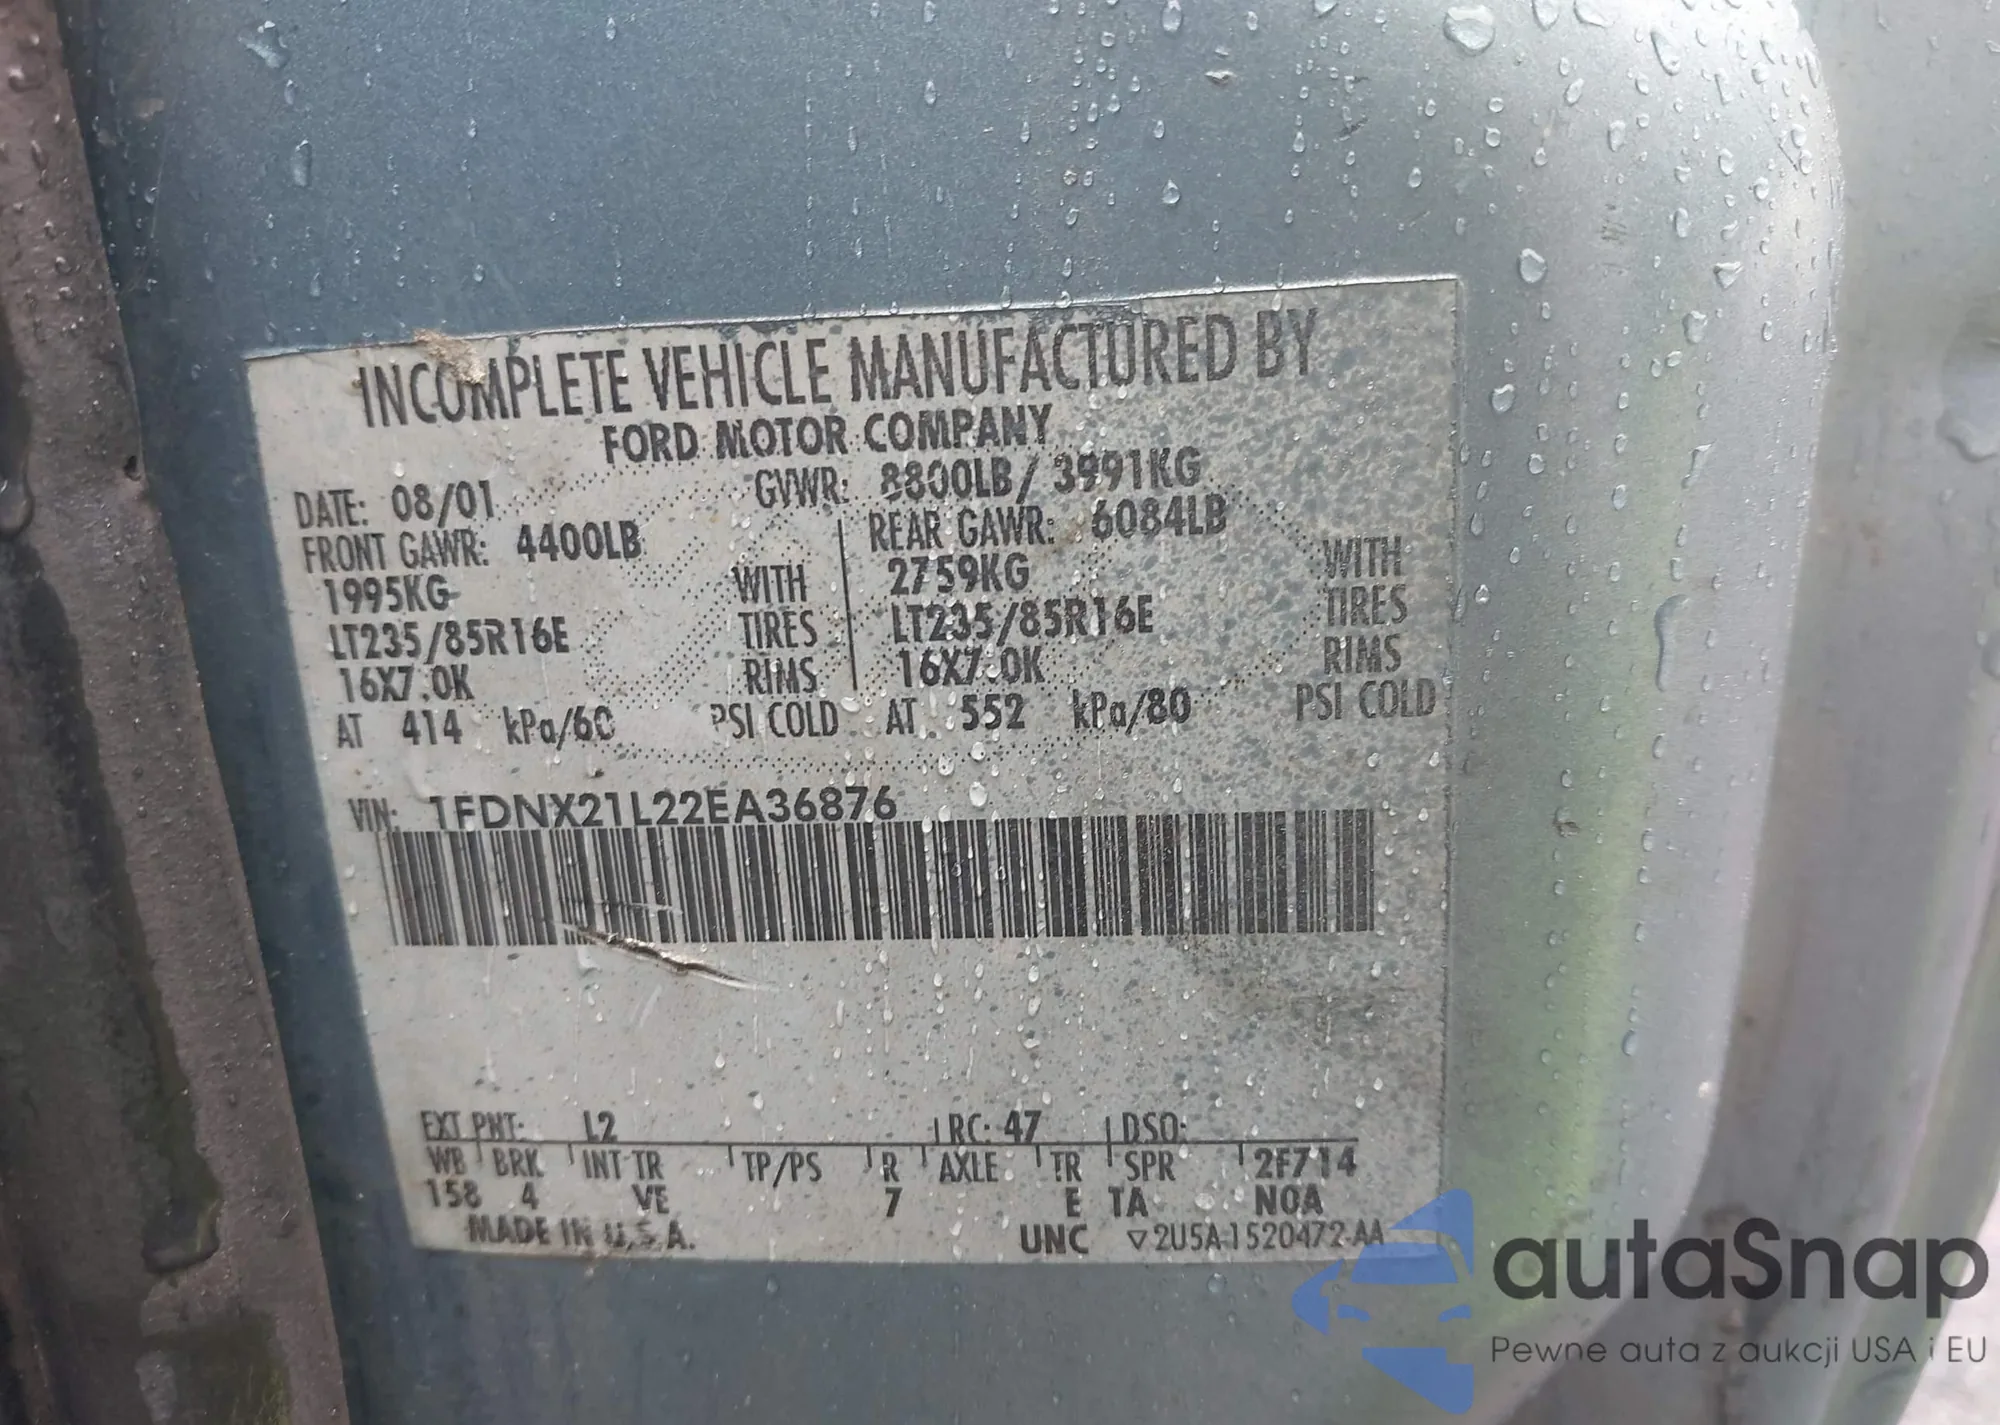 INCOMPLETE VEHICLE MANUFACTURED BY
FORD MOTOR COMPANY
DATE: 08/01 GVWR: 8800LB / 3991KG
FRONT GAWR: 4400LB REAR GAWR: 6084LB
1995KG WITH 2759KG WITH
LT235/85R16E TIRES LT235/85R16E TIRES
16X7.0K RIMS 16X7.0K RIMS
AT 414 kPa/60 PSI COLD AT 552 kPa/80 PSI COLD
VIN: 1FDNX21L22EA36876
EXT PNT: L2 RC: 47 DSO:
WB BRK INT TR TP/PS R AXLE TR SPR 2F714
158 4 VE 7 E TA N0A
MADE IN U.S.A. UNC ▽2U5A-1520472-AA
autaSnap
Pewne auta z aukcji USA i EU